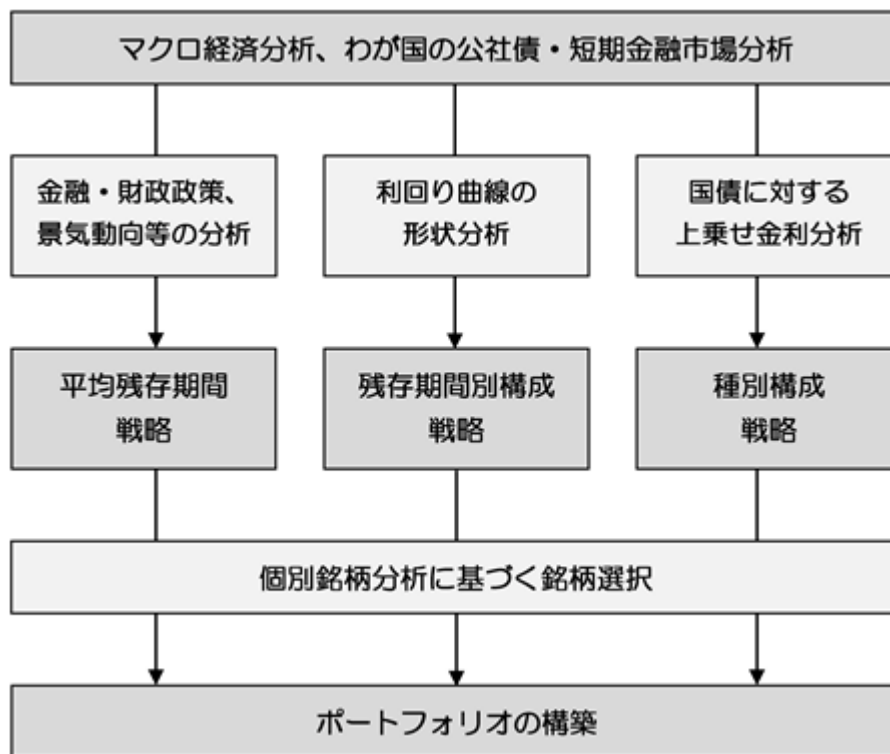 マクロ経済分析、わが国の公社債・短期金融市場分析
金融・財政政策、
景気動向等の分析
利回り曲線の
形状分析
国債に対する
上乗せ金利分析
平均残存期間
戦略
残存期間別構成
戦略
種別構成
戦略
個別銘柄分析に基づく銘柄選択
ポートフォリオの構築